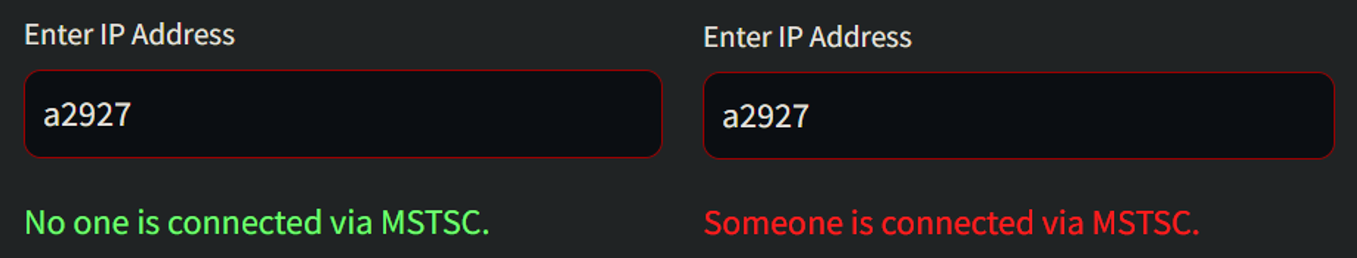 Enter IP Address
a2927
No one is connected via MSTSC.
Enter IP Address
a2927
Someone is connected via MSTSC.